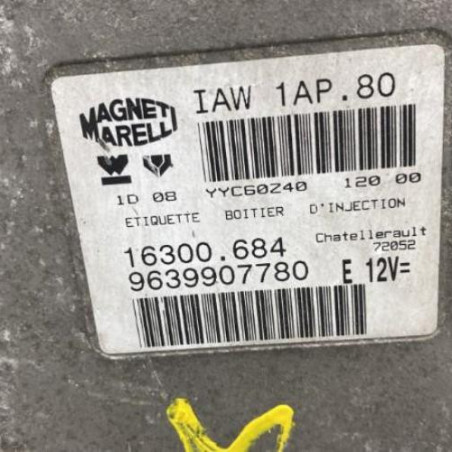 MAGNETI MARELLI
IAW 1AP.80
1D 08 YYC60Z40 120 00
ETIQUETTE BOITIER D'INJECTION
16300.684
Chatellerault
72052
9639907780 E 12V=